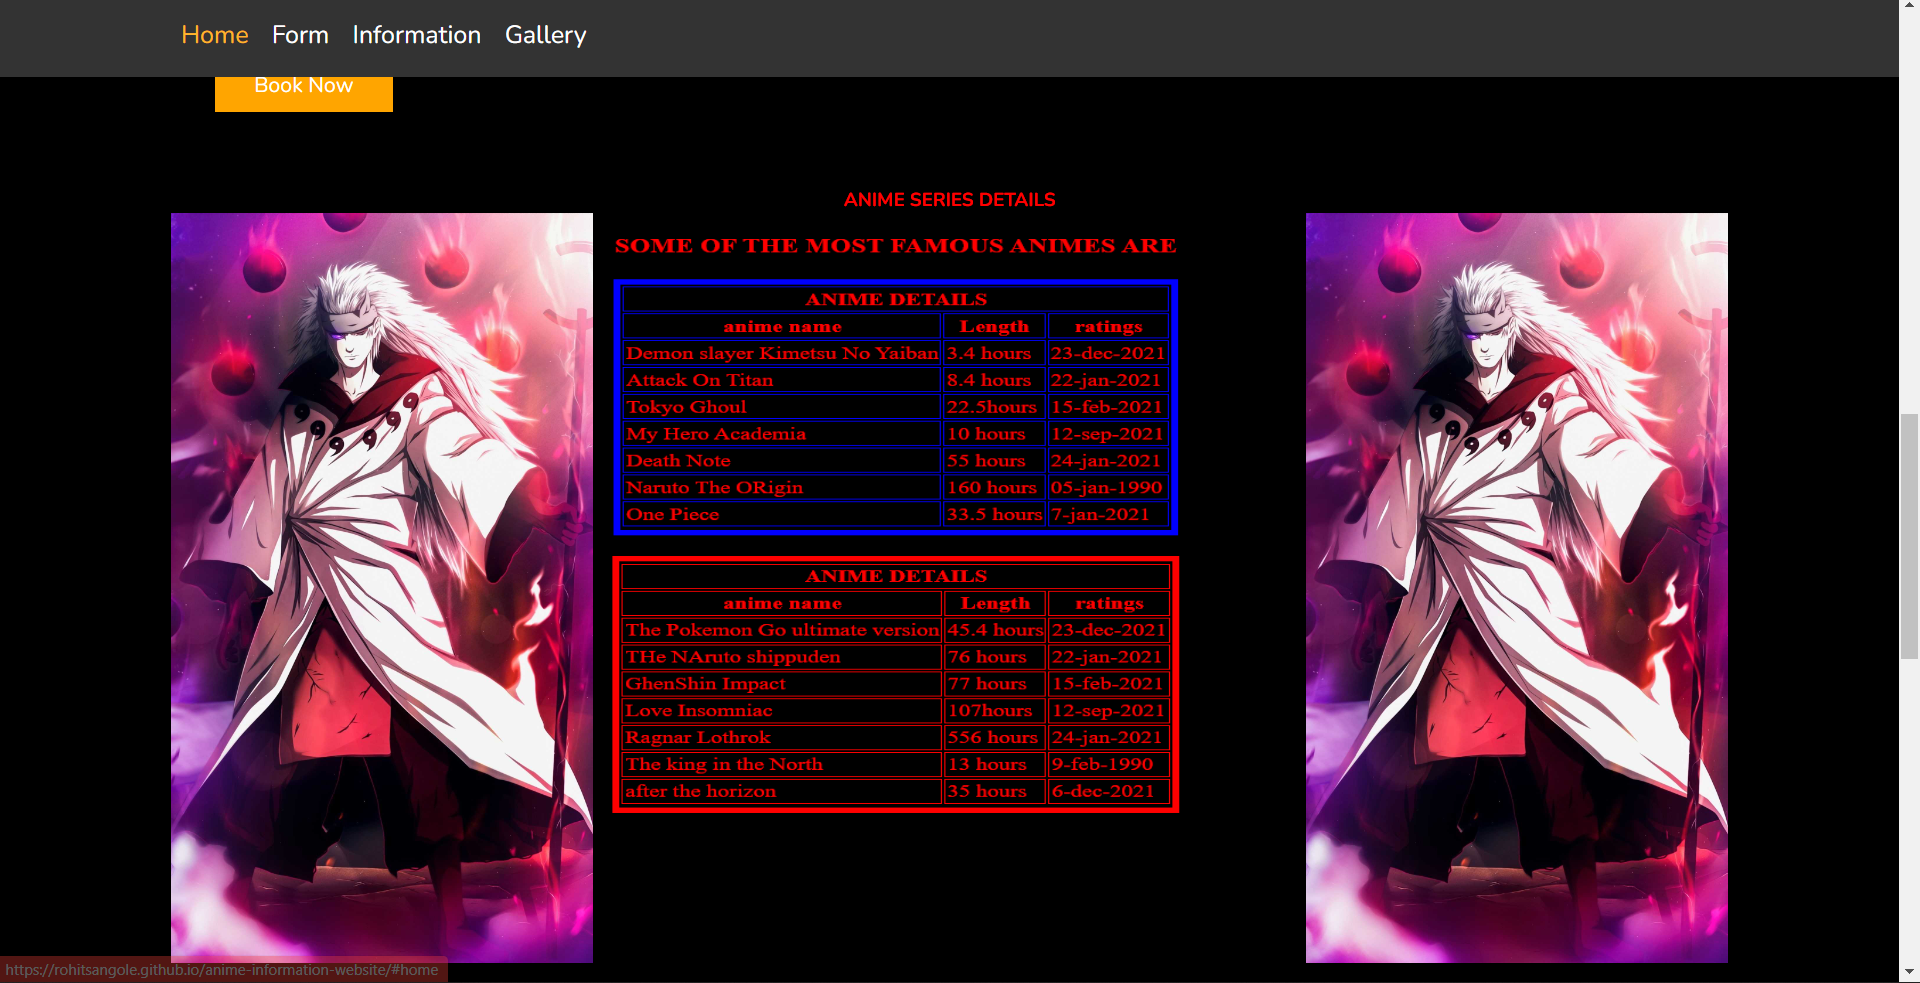 Home Form Information Gallery
Book Now
ANIME SERIES DETAILS
SOME OF THE MOST FAMOUS ANIMES ARE
ANIME DETAILS
anime name Length ratings
Demon slayer Kimetsu No Yaiban 3.4 hours 23-dec-2021
Attack On Titan 8.4 hours 22-jan-2021
Tokyo Ghoul 22.5hours 15-feb-2021
My Hero Academia 10 hours 12-sep-2021
Death Note 55 hours 24-jan-2021
Naruto The ORigin 160 hours 05-jan-1990
One Piece 33.5 hours 7-jan-2021
ANIME DETAILS
anime name Length ratings
The Pokemon Go ultimate version 45.4 hours 23-dec-2021
THe NAruto shippuden 76 hours 22-jan-2021
GhenShin Impact 77 hours 15-feb-2021
Love Insomniac 107hours 12-sep-2021
Ragnar Lothrok 556 hours 24-jan-2021
The king in the North 13 hours 9-feb-1990
after the horizon 35 hours 6-dec-2021
https://rohitsangole.github.io/anime-information-website/#home